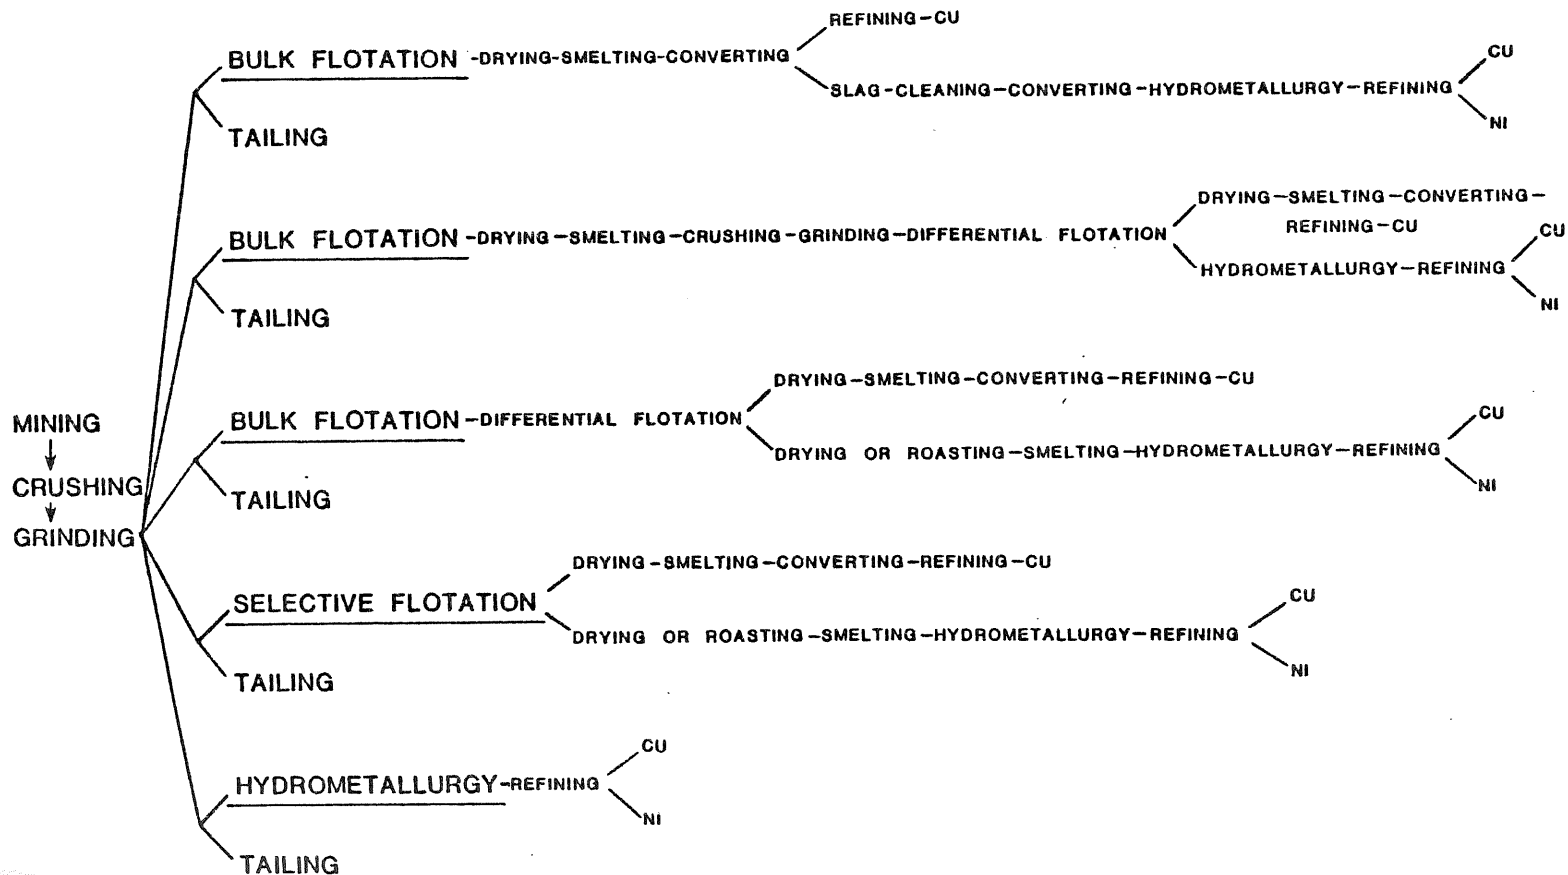 REFINING-CU
BULK FLOTATION-DRYING-SMELTING-CONVERTING
CU
SLAG-CLEANING-CONVERTING-HYDROMETALLURGY-REFINING
NI
TAILING
DRYING-SMELTING-CONVERTING-
REFINING-CU
BULK FLOTATION-DRYING-SMELTING-CRUSHING-GRINDING-DIFFERENTIAL FLOTATION
CU
HYDROMETALLURGY-REFINING
NI
TAILING
DRYING-SMELTING-CONVERTING-REFINING-CU
BULK FLOTATION-DIFFERENTIAL FLOTATION
CU
DRYING OR ROASTING-SMELTING-HYDROMETALLURGY-REFINING
NI
TAILING
MINING
CRUSHING
GRINDING
DRYING-SMELTING-CONVERTING-REFINING-CU
SELECTIVE FLOTATION
CU
DRYING OR ROASTING-SMELTING-HYDROMETALLURGY-REFINING
NI
TAILING
CU
HYDROMETALLURGY-REFINING
NI
TAILING